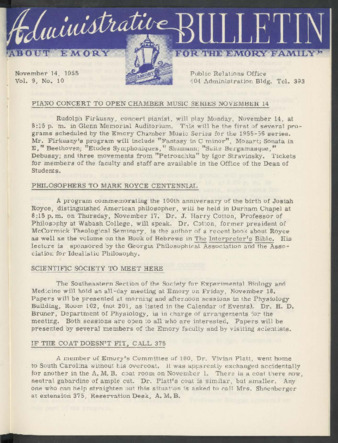 Administrative BULLETIN
"ABOUT EMORY
FOR THE EMORY FAMILY"
November 14, 1955
Vol. 9, No. 10
Public Relations Office
404 Administration Bldg. Tel. 393
PIANO CONCERT TO OPEN CHAMBER MUSIC SERIES NOVEMBER 14
Rudolph Firkusny, concert pianist, will play Monday, November 14, at
8:15 p. m. in Glenn Memorial Auditorium. This will be the first of several pro-
grams scheduled by the Emory Chamber Music Series for the 1955-56 season.
Mr. Firkusny's program will include "Fantasy in C minor", Mozart; Sonata in
E, " Beethoven; "Etudes Symphoniques, " Schumann; "Suite Bergamasque, "
Debussy; and three movements from "Petrouchka" by Igor Stravinsky. Tickets
for members of the faculty and staff are available in the Office of the Dean of
Students.
PHILOSOPHERS TO MARK ROYCE CENTENNIAL
A program commemorating the 100th anniversary of the birth of Josiah
Royce, distinguished American philosopher, will be held in Durham Chapel at
8:15 p. m. on Thursday, November 17. Dr. J. Harry Cotton, Professor of
Philosophy at Wabash College, will speak. Dr. Cotton, former president of
McCormick Theological Seminary, is the author of a recent book about Royce
as well as the volume on the Book of Hebrews in The Interpreter's Bible. His
lecture is sponsored by the Georgia Philosophical Association and the Asso-
ciation for Idealistic Philosophy.
SCIENTIFIC SOCIETY TO MEET HERE
The Southeastern Section of the Society for Experimental Biology and
Medicine will hold an all-day meeting at Emory on Friday, November 18.
Papers will be presented at morning and afternoon sessions in the Physiology
Building, Room 102, (not 201, as listed in the Calendar of Events). Dr. H. D.
Bruner, Department of Physiology, is in charge of arrangements for the
meeting. Both sessions are open to all who are interested. Papers will be
presented by several members of the Emory faculty and by visiting scientists.
IF THE COAT DOESN'T FIT, CALL 375
A member of Emory's Committee of 100, Dr. Vivian Platt, went home
to South Carolina without his overcoat. It was apparently exchanged accidentally
for another in the A. M. B. coat room on November 1. There is a coat there now,
neutral gabardine of ample cut. Dr. Platt's coat is similar, but smaller. Any
one who can help straighten out this situation is asked to call Mrs. Shoenberger
at extension 375, Reservation Desk, A. M. B.